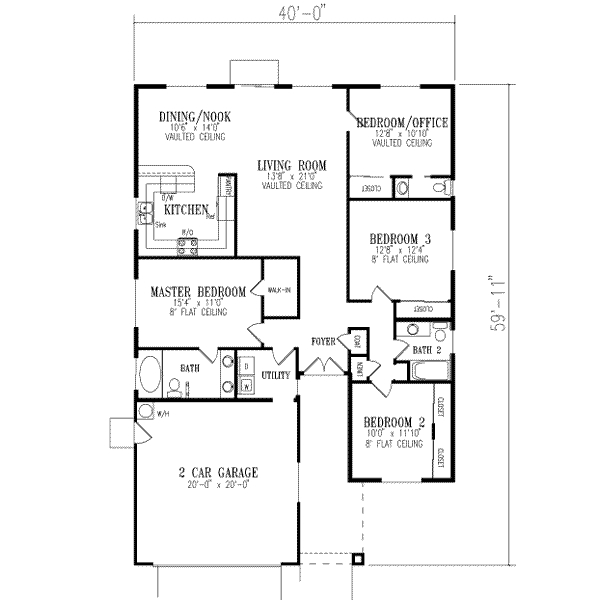 40'-0"
DINING/NOOK
10'6" x 14'0"
VAULTED CEILING
BEDROOM/OFFICE
12'8" x 10'10"
VAULTED CEILING
LIVING ROOM
13'8" x 21'0"
VAULTED CEILING
CLOSET
PANTRY
D/W
KITCHEN
Ref
Sink
M/O
BEDROOM 3
12'8" x 12'4"
8' FLAT CEILING
CLOSET
59'-11"
MASTER BEDROOM
15'4" x 11'0"
8' FLAT CEILING
WALK-IN
FOYER
COAT
BATH 2
BATH
D
W
UTILITY
LINEN
W/H
BEDROOM 2
10'0" x 11'10"
8' FLAT CEILING
CLOSET
CLOSET
2 CAR GARAGE
20'-0" x 20'-0"